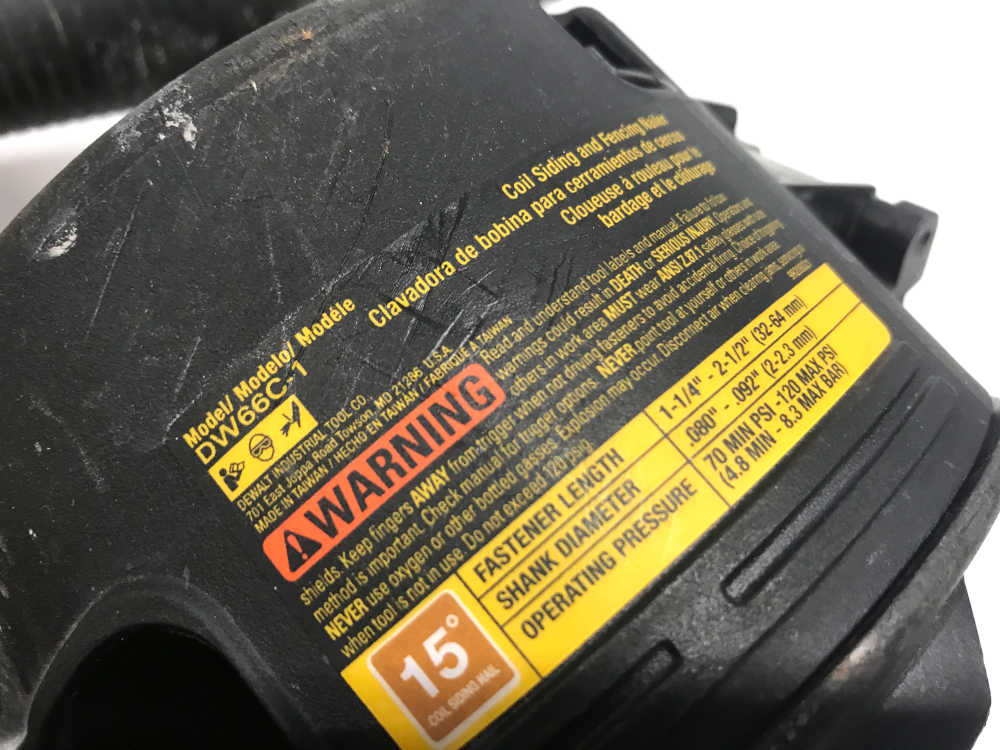 Coil Siding and Fencing Nailer
Clavadora de bobina para cerramientos de cercos
Cloueuse à rouleau pour le
bardage et le clôturage
Model/ Modelo/ Modèle
DW66C-1
DEWALT INDUSTRIAL TOOL CO.,
701 East Joppa Road Towson, MD 21286 U.S.A.
MADE IN TAIWAN / HECHO EN TAIWAN / FABRIQUÉ À TAIWAN
WARNING
Read and understand tool labels and manual. Failure to follow
warnings could result in DEATH or SERIOUS INJURY. Operators and
others in work area MUST wear ANSI Z87.1 safety glasses with side
shields. Keep fingers AWAY from trigger when not driving fasteners to avoid accidental firing. Choice of triggering
method is important. Check manual for trigger options. NEVER point tool at yourself or others in work area.
NEVER use oxygen or other bottled gasses. Explosion may occur. Disconnect air when clearing jams, servicing or
when tool is not in use. Do not exceed 120 psig.
FASTENER LENGTH 1-1/4" - 2-1/2" (32-64 mm)
SHANK DIAMETER .080" - .092" (2-2.3 mm)
OPERATING PRESSURE 70 MIN PSI -120 MAX PSI
(4.8 MIN - 8.3 MAX BAR)
15°
COIL SIDING NAIL